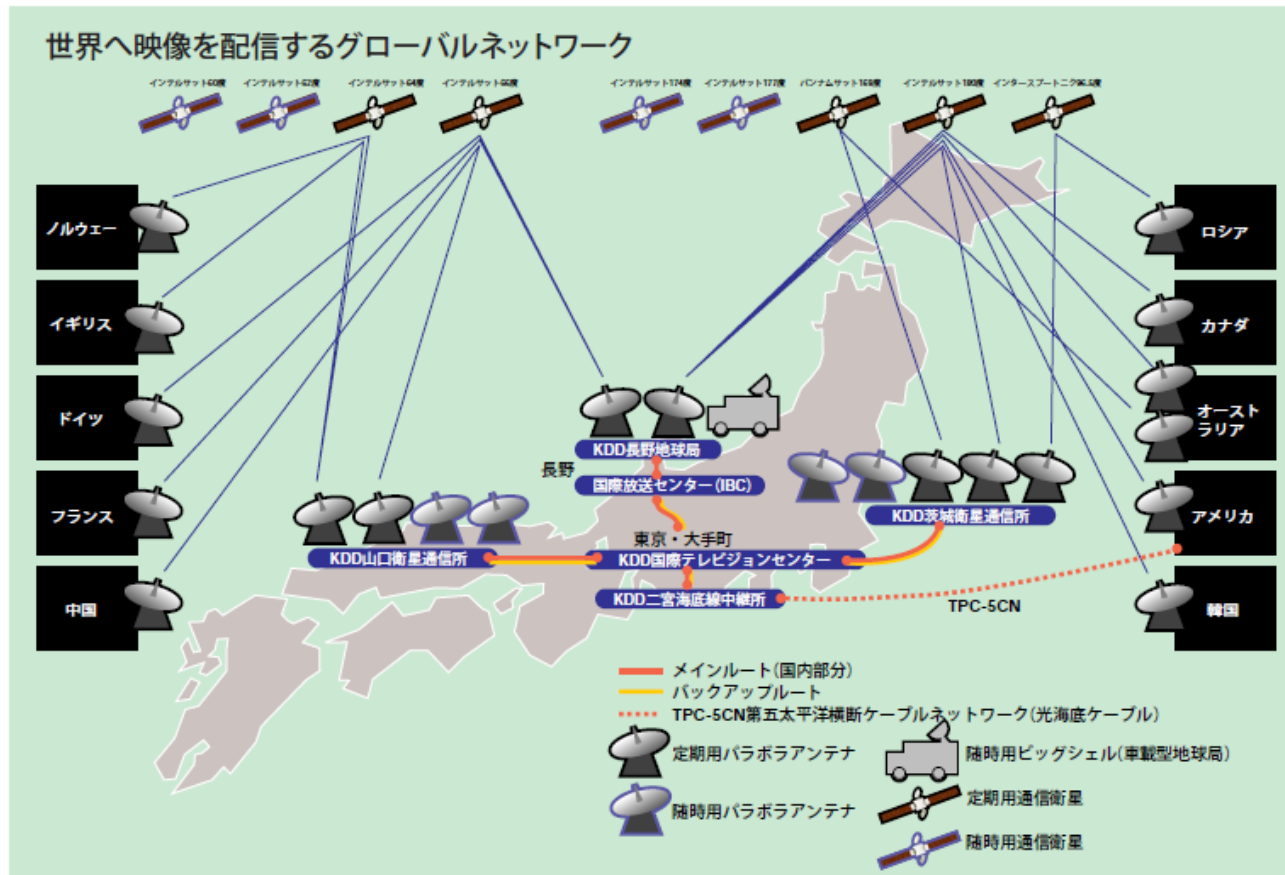 世界へ映像を配信するグローバルネットワーク
インテルサット60度
インテルサット62度
インテルサット64度
インテルサット66度
インテルサット174度
インテルサット177度
パンナムサット169度
インテルサット180度
インタースプートニク96.5度
ノルウェー
イギリス
ドイツ
フランス
中国
ロシア
カナダ
オースト
ラリア
アメリカ
韓国
KDD長野地球局
長野
国際放送センター(IBC)
KDD茨城衛星通信所
東京・大手町
KDD山口衛星通信所
KDD国際テレビジョンセンター
KDD二宮海底線中継所
TPC-5CN
メインルート(国内部分)
バックアップルート
TPC-5CN第五太平洋横断ケーブルネットワーク(光海底ケーブル)
定期用パラボラアンテナ
随時用ビッグシェル(車載型地球局)
定期用通信衛星
随時用パラボラアンテナ
随時用通信衛星